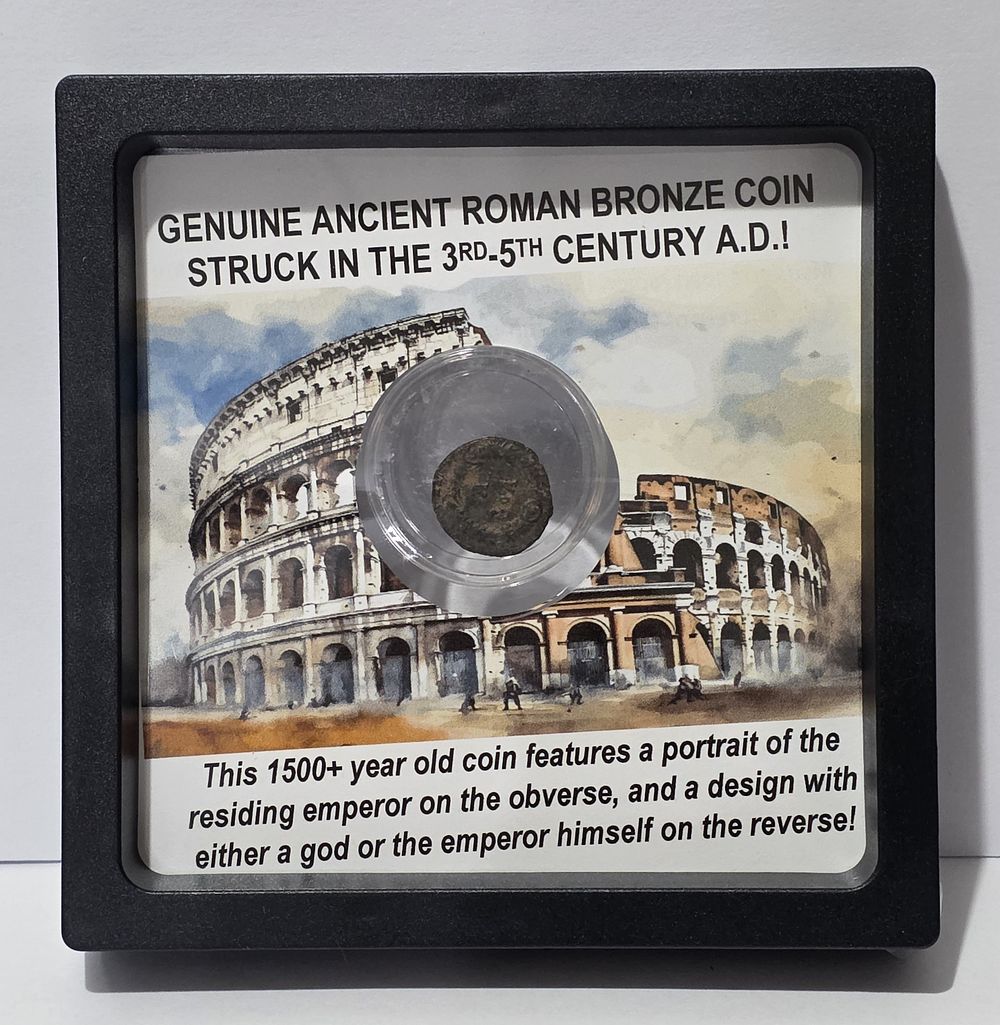 GENUINE ANCIENT ROMAN BRONZE COIN
STRUCK IN THE 3RD-5TH CENTURY A.D.!
This 1500+ year old coin features a portrait of the
residing emperor on the obverse, and a design with
either a god or the emperor himself on the reverse!